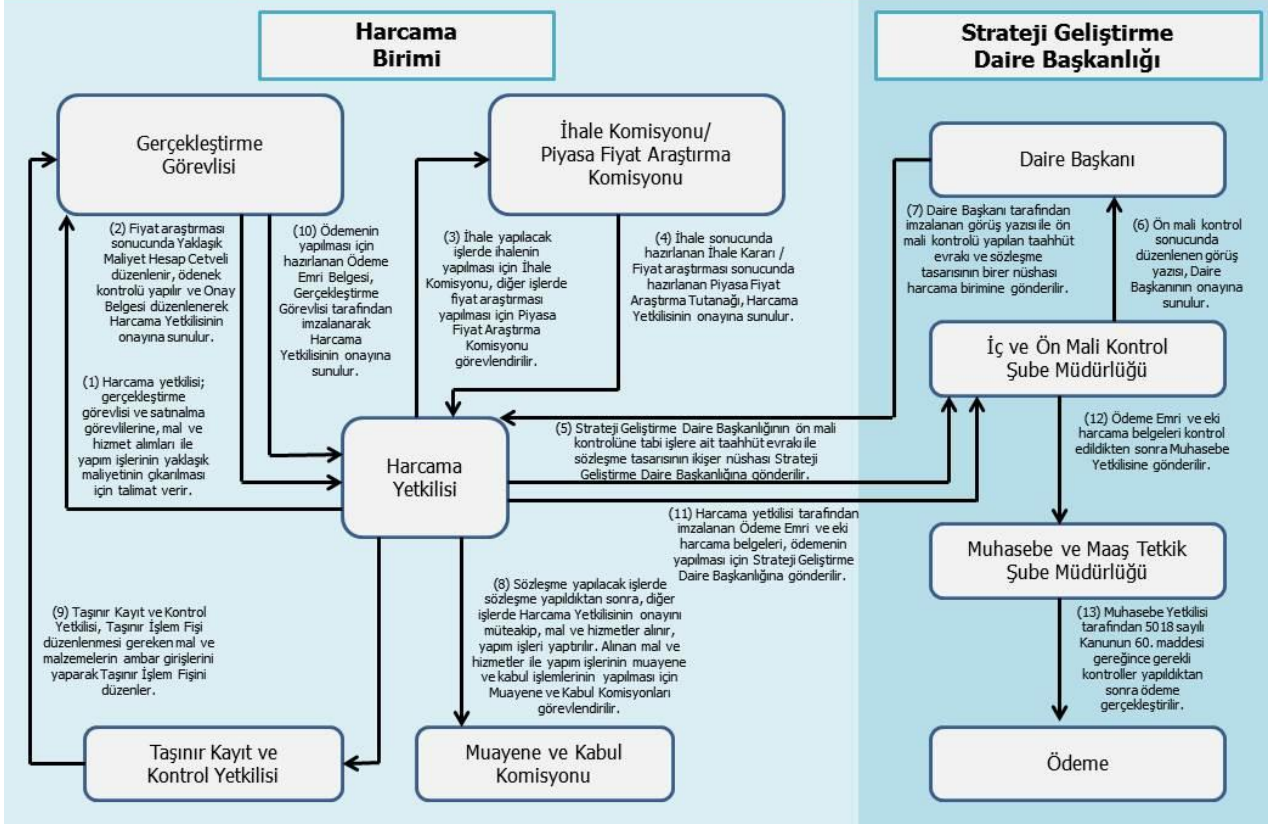 Harcama
Birimi
Strateji Geliştirme
Daire Başkanlığı
Gerçekleştirme
Görevlisi
İhale Komisyonu/
Piyasa Fiyat Araştırma
Komisyonu
Daire Başkanı
(2) Fiyat araştırması
sonucunda Yaklaşık
Maliyet Hesap Cetveli
düzenlenir, ödenek
kontrolü yapılır ve Onay
Belgesi düzenlenerek
Harcama Yetkilisinin
onayına sunulur.
(10) Ödemenin
yapılması için
hazırlanan Ödeme
Emri Belgesi,
Gerçekleştirme
Görevlisi tarafından
imzalanarak
Harcama
Yetkilisinin onayına
sunulur.
(3) İhale yapılacak
işlerde ihalenin
yapılması için İhale
Komisyonu, diğer işlerde
fiyat araştırması
yapılması için Piyasa
Fiyat Araştırma
Komisyonu
görevlendirilir.
(4) İhale sonucunda
hazırlanan İhale Kararı /
Fiyat araştırması sonucunda
hazırlanan Piyasa Fiyat
Araştırma Tutanağı, Harcama
Yetkilisinin onayına sunulur.
(7) Daire Başkanı tarafından
imzalanan görüş yazısı ile ön
mali kontrolü yapılan taahhüt
evrakı ve sözleşme
tasarısının birer nüshası
harcama birimine gönderilir.
(6) Ön mali kontrol
sonucunda
düzenlenen görüş
yazısı, Daire
Başkanının onayına
sunulur.
İç ve Ön Mali Kontrol
Şube Müdürlüğü
(1) Harcama yetkilisi;
gerçekleştirme
görevlisi ve satınalma
görevlilerine, mal ve
hizmet alımları ile
yapım işlerinin yaklaşık
maliyetinin çıkarılması
için talimat verir.
Harcama
Yetkilisi
(5) Strateji Geliştirme Daire Başkanlığının ön mali
kontrolüne tabi işlere ait taahhüt evrakı ile
sözleşme tasarısının ikişer nüshası Strateji
Geliştirme Daire Başkanlığına gönderilir.
(12) Ödeme Emri ve eki
harcama belgeleri kontrol
edildikten sonra Muhasebe
Yetkilisine gönderilir.
(11) Harcama yetkilisi tarafından
imzalanan Ödeme Emri ve eki
harcama belgeleri, ödemenin
yapılması için Strateji Geliştirme
Daire Başkanlığına gönderilir.
Muhasebe ve Maaş Tetkik
Şube Müdürlüğü
(9) Taşınır Kayıt ve Kontrol
Yetkilisi, Taşınır İşlem Fişi
düzenlenmesi gereken mal ve
malzemelerin ambar girişlerini
yaparak Taşınır İşlem Fişini
düzenler.
(8) Sözleşme yapılacak işlerde
sözleşme yapıldıktan sonra, diğer
işlerde Harcama Yetkilisinin onayını
müteakip, mal ve hizmetler alınır,
yapım işleri yaptırılır. Alınan mal ve
hizmetler ile yapım işlerinin muayene
ve kabul işlemlerinin yapılması için
Muayene ve Kabul Komisyonları
görevlendirilir.
(13) Muhasebe Yetkilisi
tarafından 5018 sayılı
Kanunun 60. maddesi
gereğince gerekli
kontroller yapıldıktan
sonra ödeme
gerçekleştirilir.
Taşınır Kayıt ve
Kontrol Yetkilisi
Muayene ve Kabul
Komisyonu
Ödeme